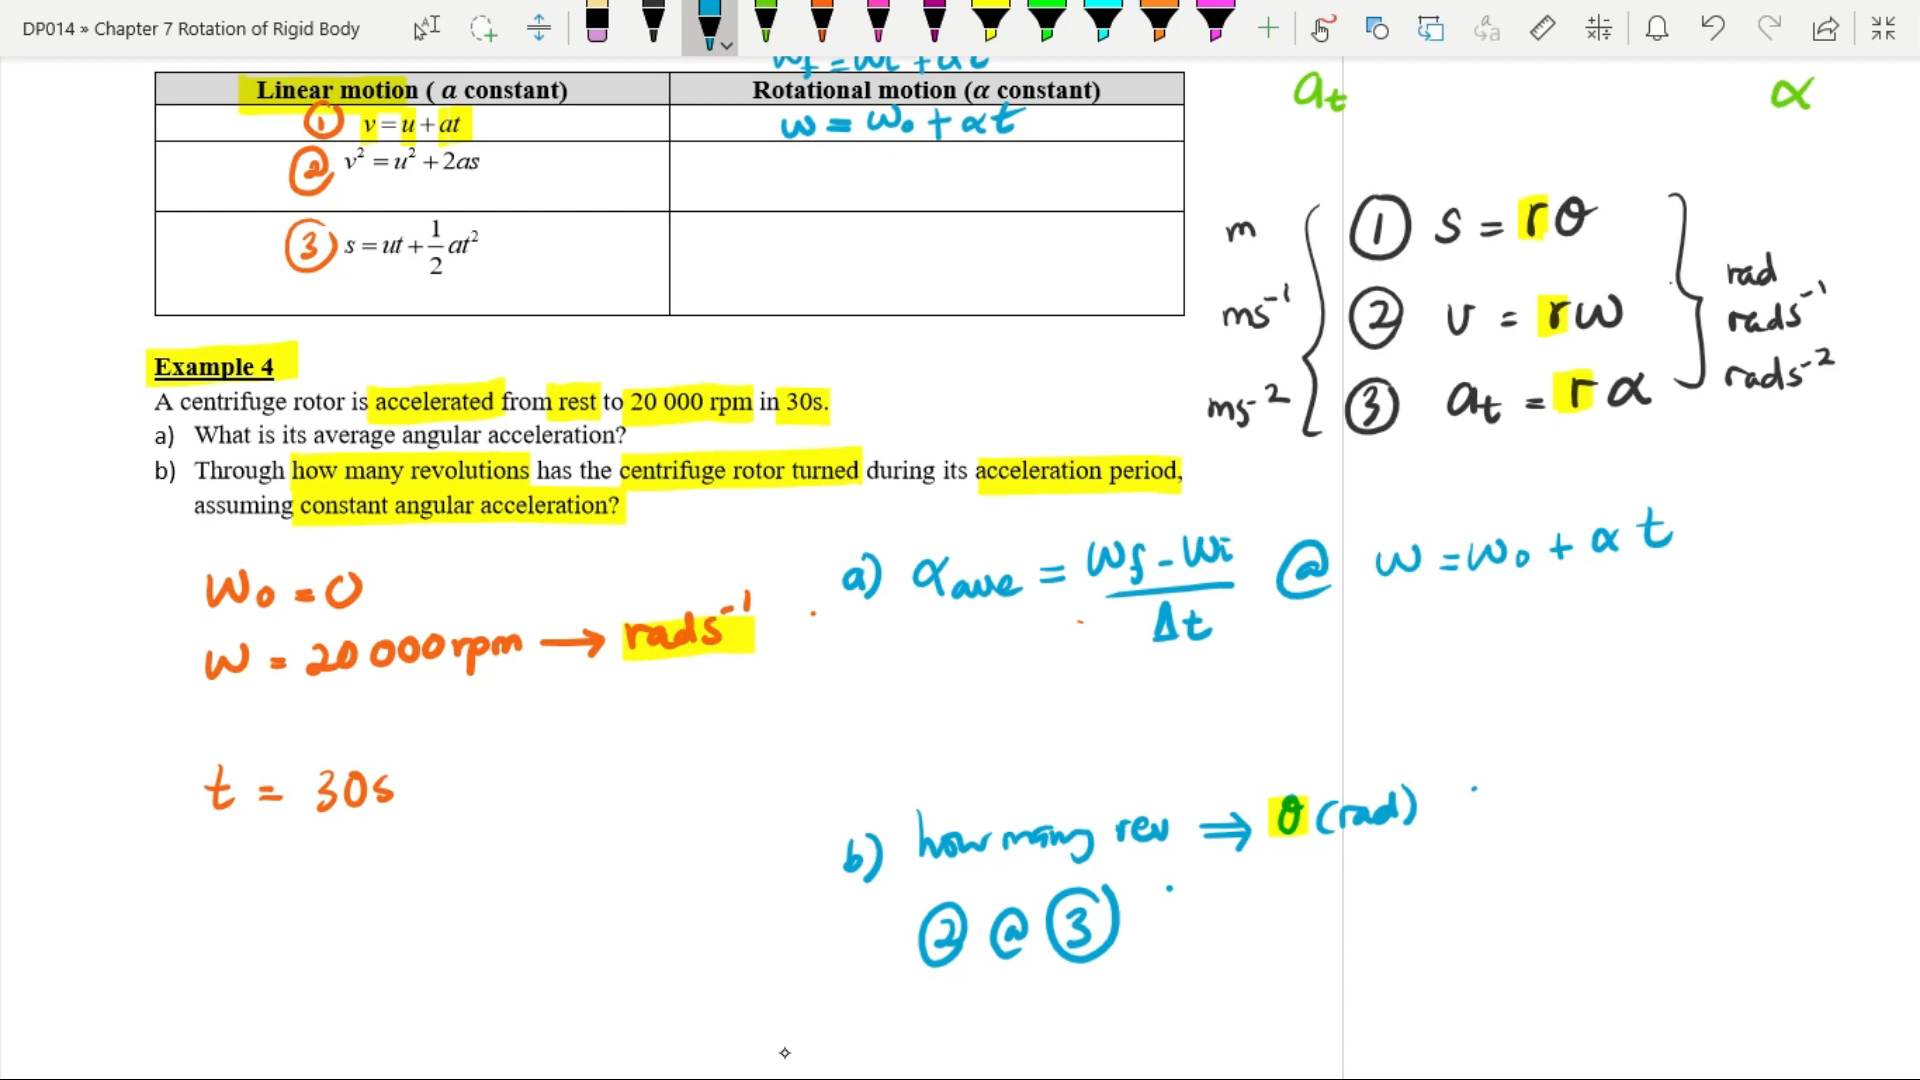 DP014 » Chapter 7 Rotation of Rigid Body
Linear motion ( a constant)
Rotational motion (α constant)
① v = u + at
ω = ω₀ + αt
② v² = u² + 2as
③ s = ut + 1/2 at²
aₜ
α
m
① s = rθ
rad
ms⁻¹
② v = rω
rads⁻¹
ms⁻²
③ aₜ = rα
rads⁻²
Example 4
A centrifuge rotor is accelerated from rest to 20 000 rpm in 30s.
a) What is its average angular acceleration?
b) Through how many revolutions has the centrifuge rotor turned during its acceleration period,
assuming constant angular acceleration?
ω₀ = 0
ω = 20 000 rpm → rads⁻¹
t = 30s
a) αave = ωf - ωi / Δt @ ω = ω₀ + αt
b) how many rev ⇒ θ (rad)
② @ ③